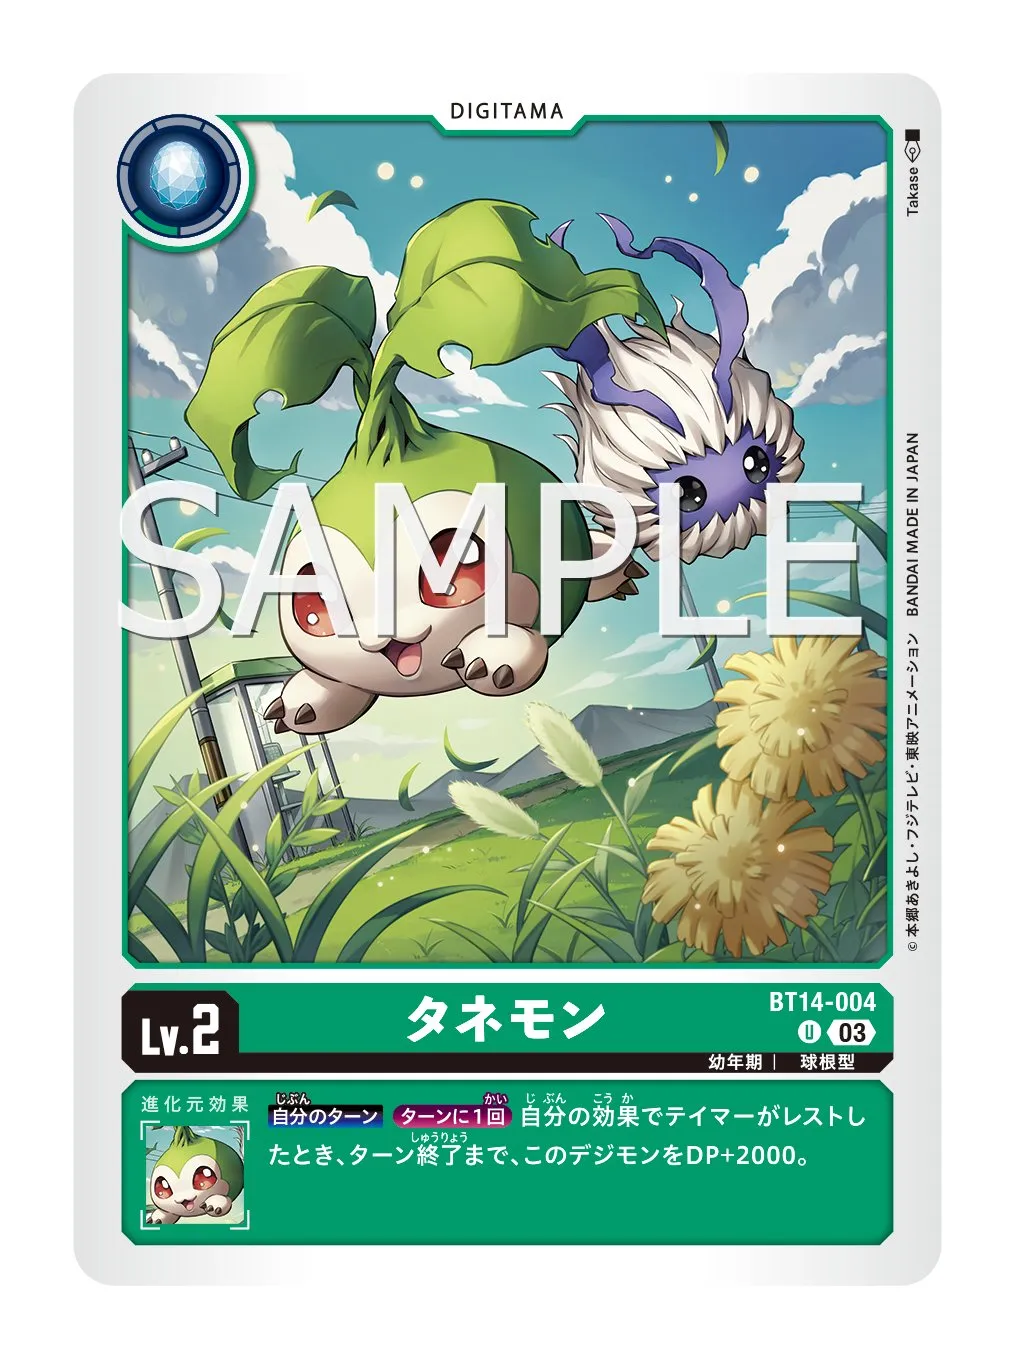 DIGITAMA
Takase
SAMPLE
BANDAI MADE IN JAPAN
© 本郷あきよし・フジテレビ・東映アニメーション
Lv.2
タネモン
BT14-004
U 03
幼年期 | 球根型
進化元効果
じぶん かい じぶん こうか
自分のターン ターンに1回 自分の効果でテイマーがレストし
しゅうりょう
たとき、ターン終了まで、このデジモンをDP+2000。